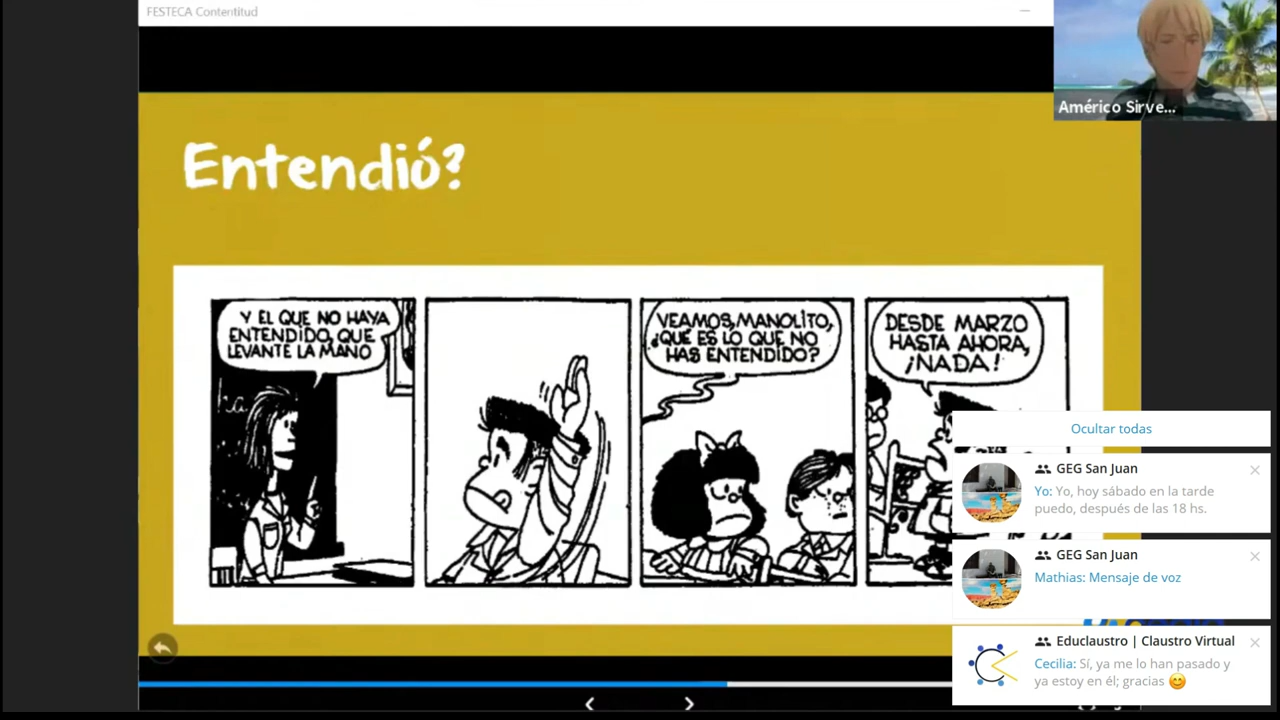 FESTECA Contentitud
Américo Sirve...
Entendió?
Y EL QUE NO HAYA
ENTENDIDO, QUE
LEVANTE LA MANO
VEAMOS, MANOLITO,
¿QUÉ ES LO QUE NO
HAS ENTENDIDO?
DESDE MARZO
HASTA AHORA,
¡NADA!
Ocultar todas
GEG San Juan
Yo: Yo, hoy sábado en la tarde
puedo, después de las 18 hs.
GEG San Juan
Mathias: Mensaje de voz
Educlaustro | Claustro Virtual
Cecilia: Sí, ya me lo han pasado y
ya estoy en él; gracias 😊